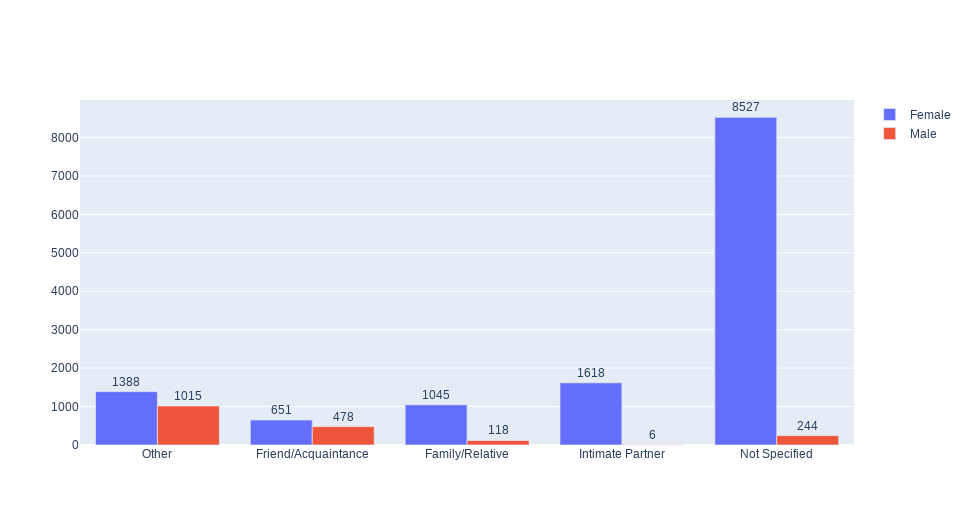 8527
Female
Male
8000
7000
6000
5000
4000
3000
2000
1000
0
1388
1015
651
478
1045
118
1618
6
244
Other
Friend/Acquaintance
Family/Relative
Intimate Partner
Not Specified